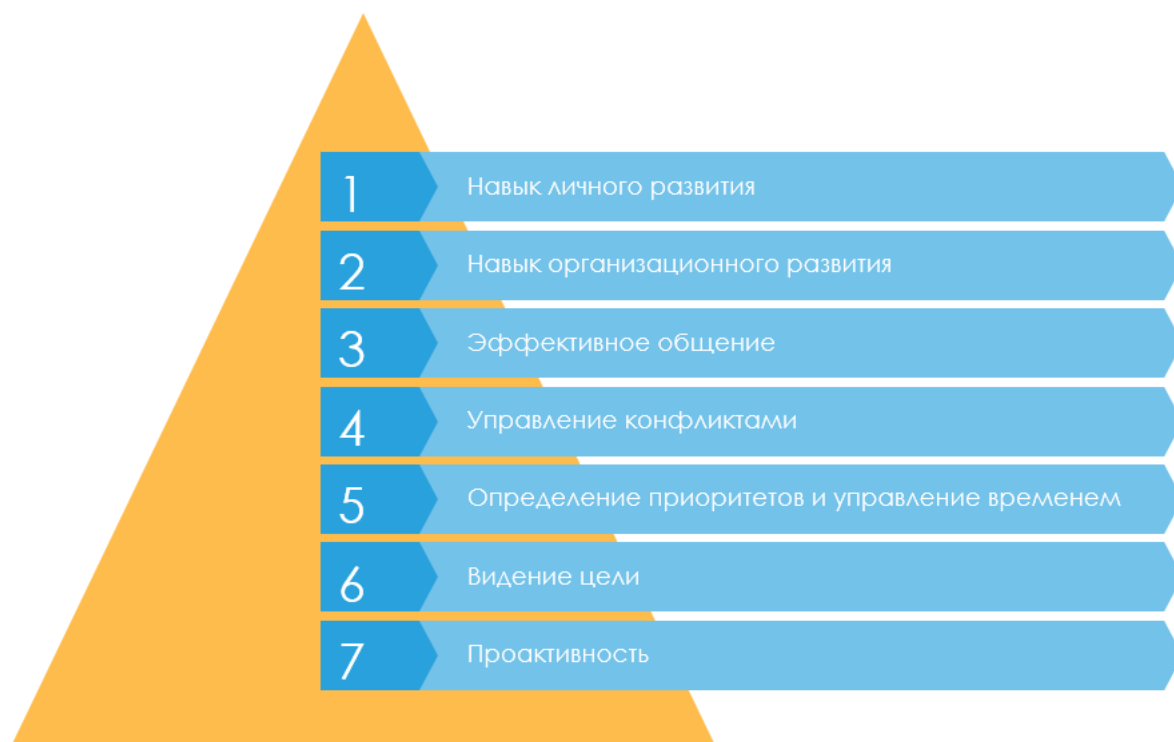 1 Навык личного развития
2 Навык организационного развития
3 Эффективное общение
4 Управление конфликтами
5 Определение приоритетов и управление временем
6 Видение цели
7 Проактивность